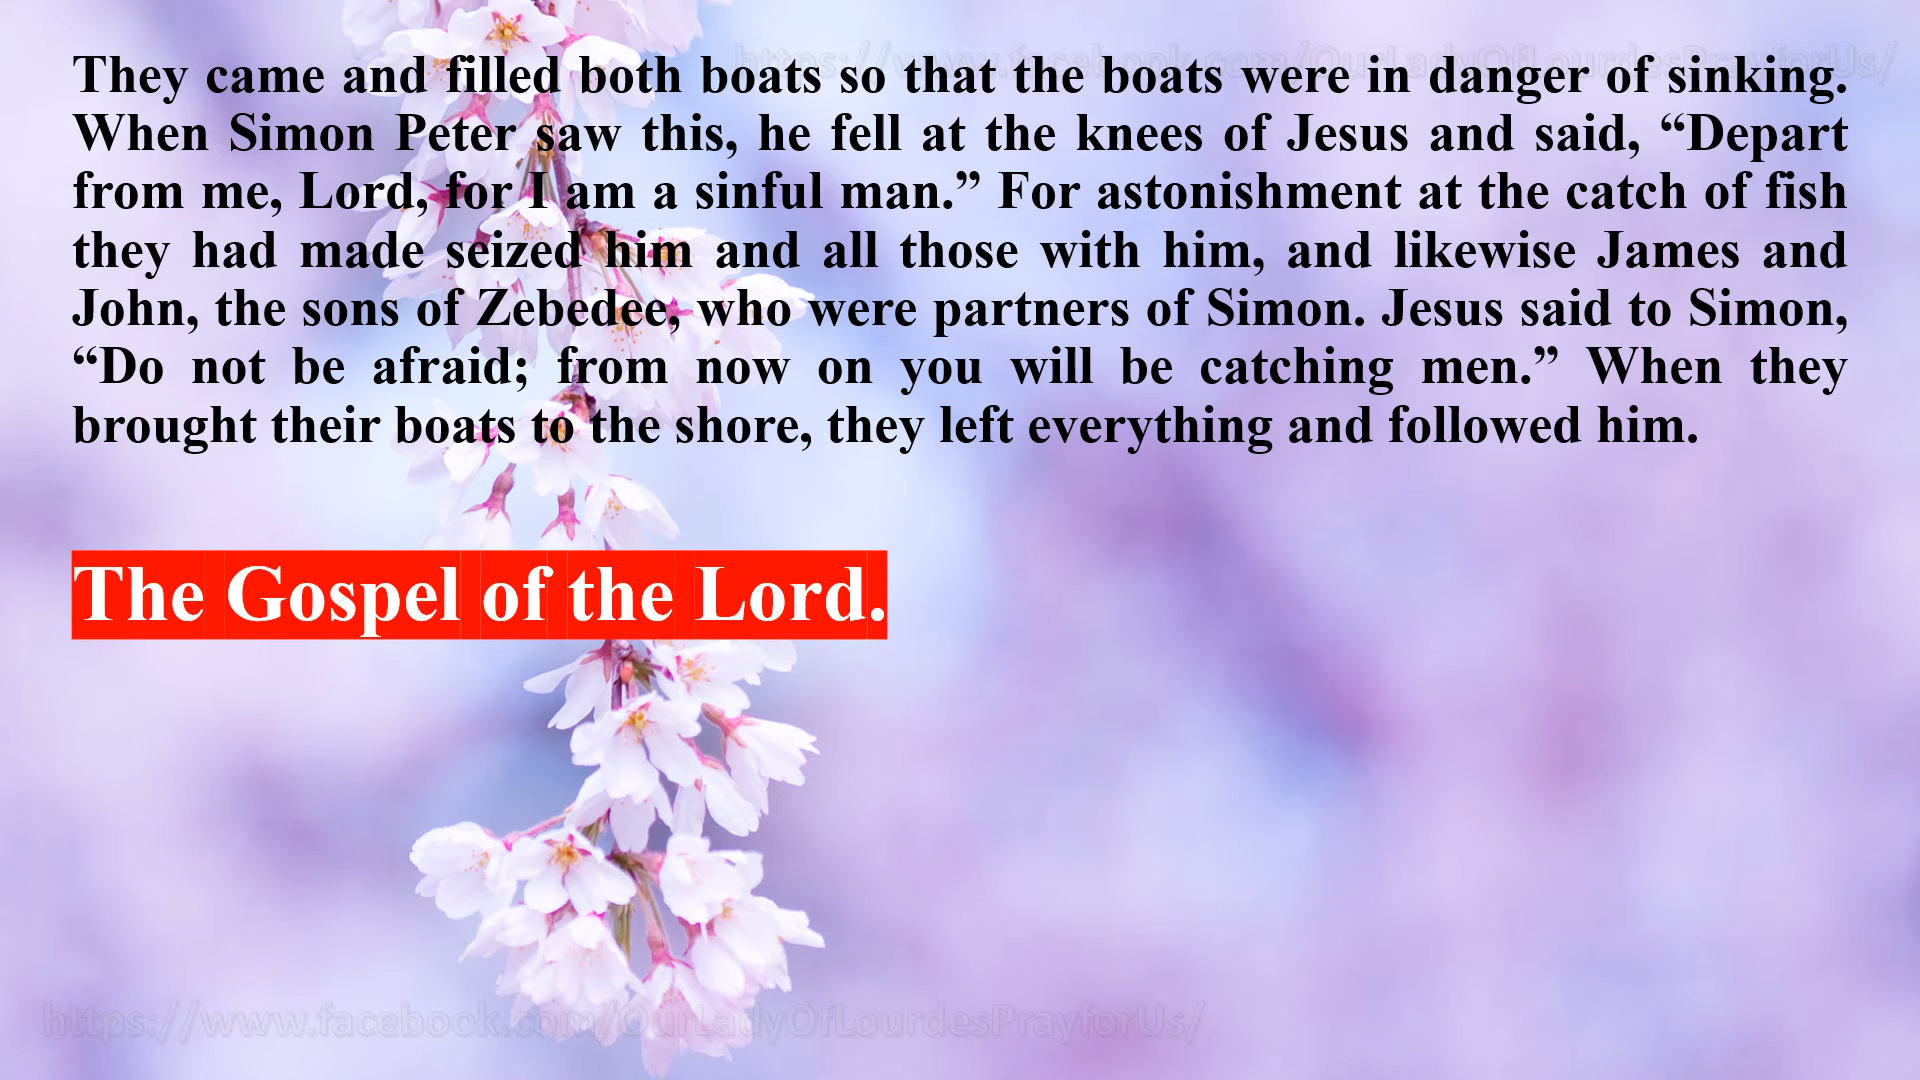 https://www.facebook.com/OurLadyOfLourdesPrayforUs/
They came and filled both boats so that the boats were in danger of sinking.
When Simon Peter saw this, he fell at the knees of Jesus and said, “Depart
from me, Lord, for I am a sinful man.” For astonishment at the catch of fish
they had made seized him and all those with him, and likewise James and
John, the sons of Zebedee, who were partners of Simon. Jesus said to Simon,
“Do not be afraid; from now on you will be catching men.” When they
brought their boats to the shore, they left everything and followed him.
The Gospel of the Lord.
https://www.facebook.com/OurLadyOfLourdesPrayforUs/